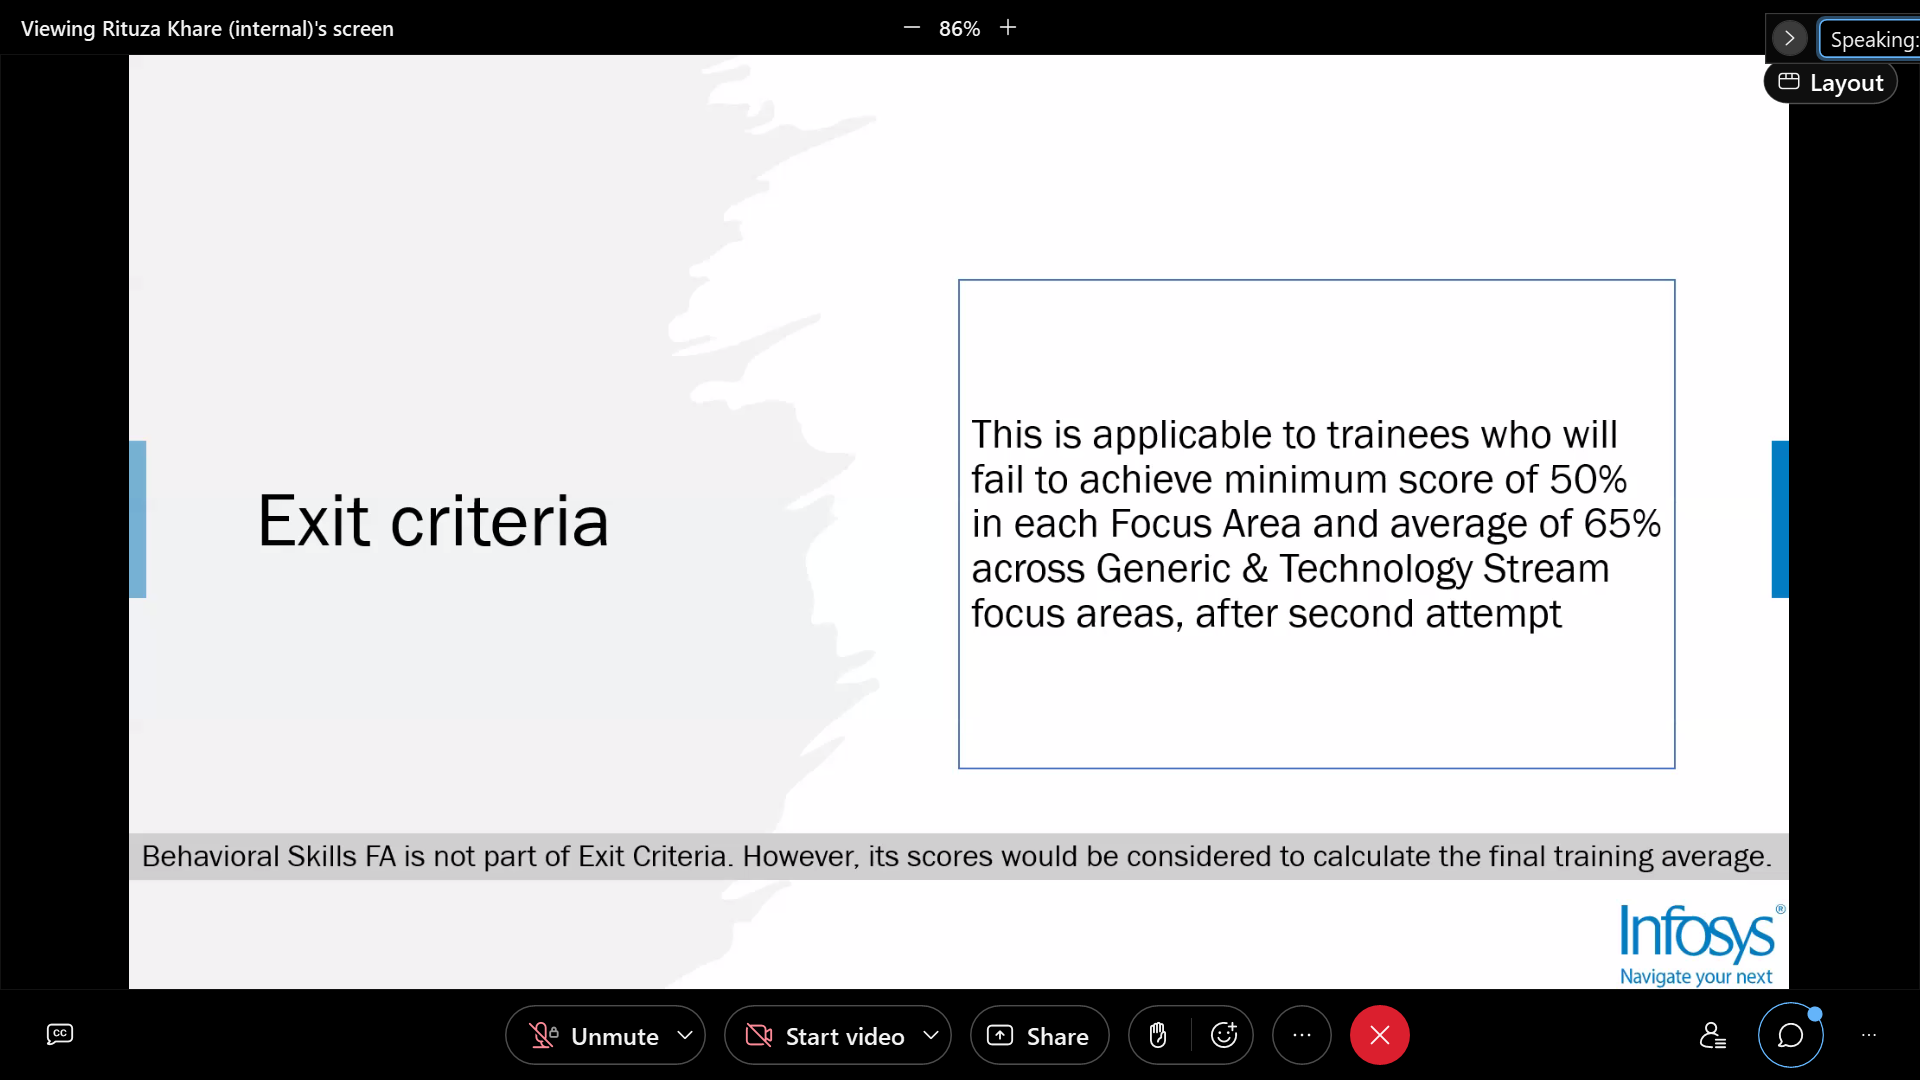 Viewing Rituza Khare (internal)'s screen
86%
Speaking:
Layout
Exit criteria
This is applicable to trainees who will
fail to achieve minimum score of 50%
in each Focus Area and average of 65%
across Generic & Technology Stream
focus areas, after second attempt
Behavioral Skills FA is not part of Exit Criteria. However, its scores would be considered to calculate the final training average.
Infosys®
Navigate your next
CC
Unmute
Start video
Share